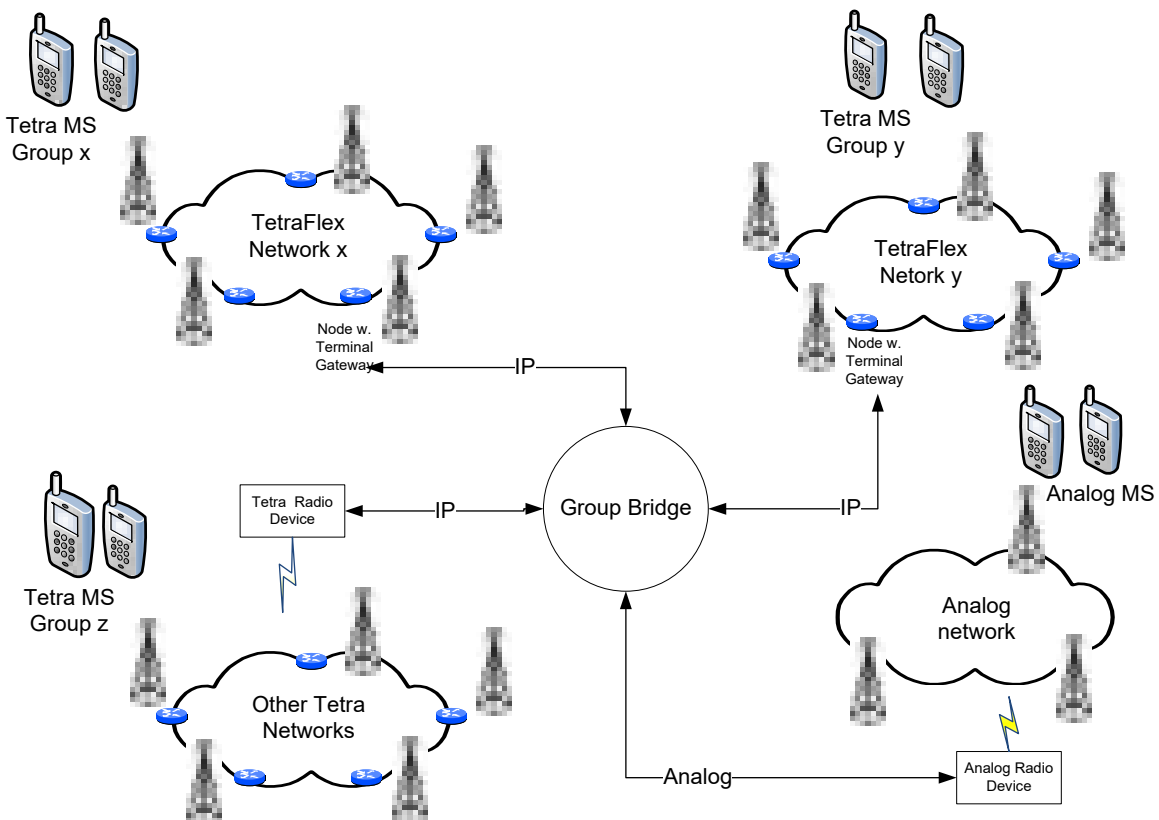 Tetra MS
Group x
TetraFlex
Network x
Node w.
Terminal
Gateway
IP
Tetra MS
Group y
TetraFlex
Netork y
Node w.
Terminal
Gateway
IP
Group Bridge
Tetra Radio
Device
IP
Tetra MS
Group z
Other Tetra
Networks
Analog MS
Analog
network
Analog
Analog Radio
Device